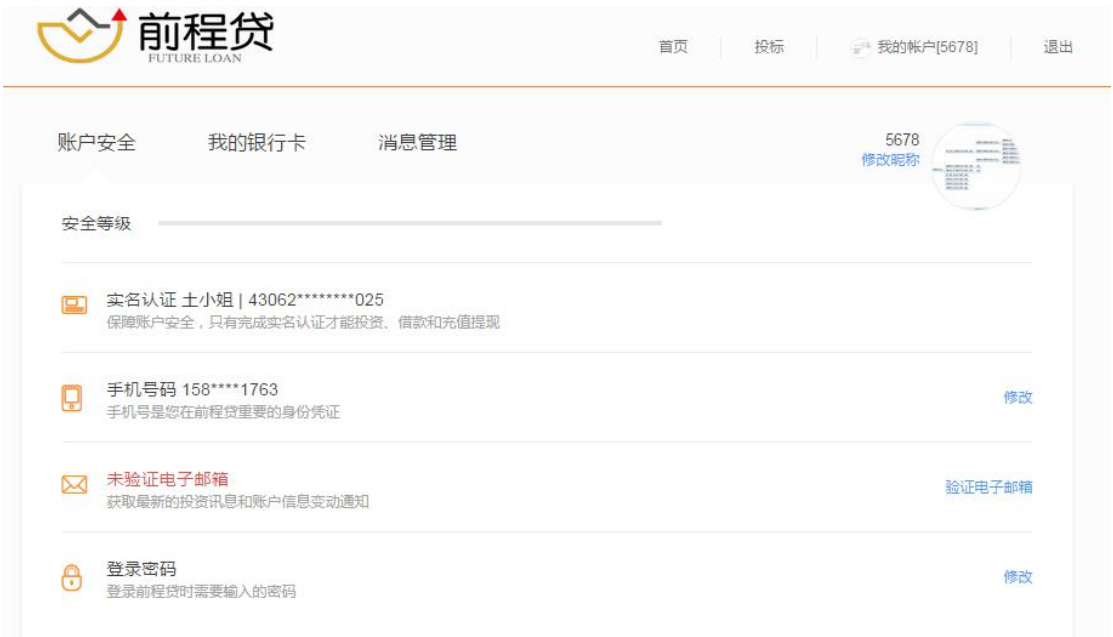 前程贷
FUTURE LOAN
首页
投标
我的帐户[5678]
退出
账户安全
我的银行卡
消息管理
5678
修改昵称
安全等级
实名认证 土小姐 | 43062********025
保障账户安全，只有完成实名认证才能投资、借款和充值提现
手机号码 158****1763
手机号是您在前程贷重要的身份凭证
修改
未验证电子邮箱
获取最新的投资讯息和账户信息变动通知
验证电子邮箱
登录密码
登录前程贷时需要输入的密码
修改